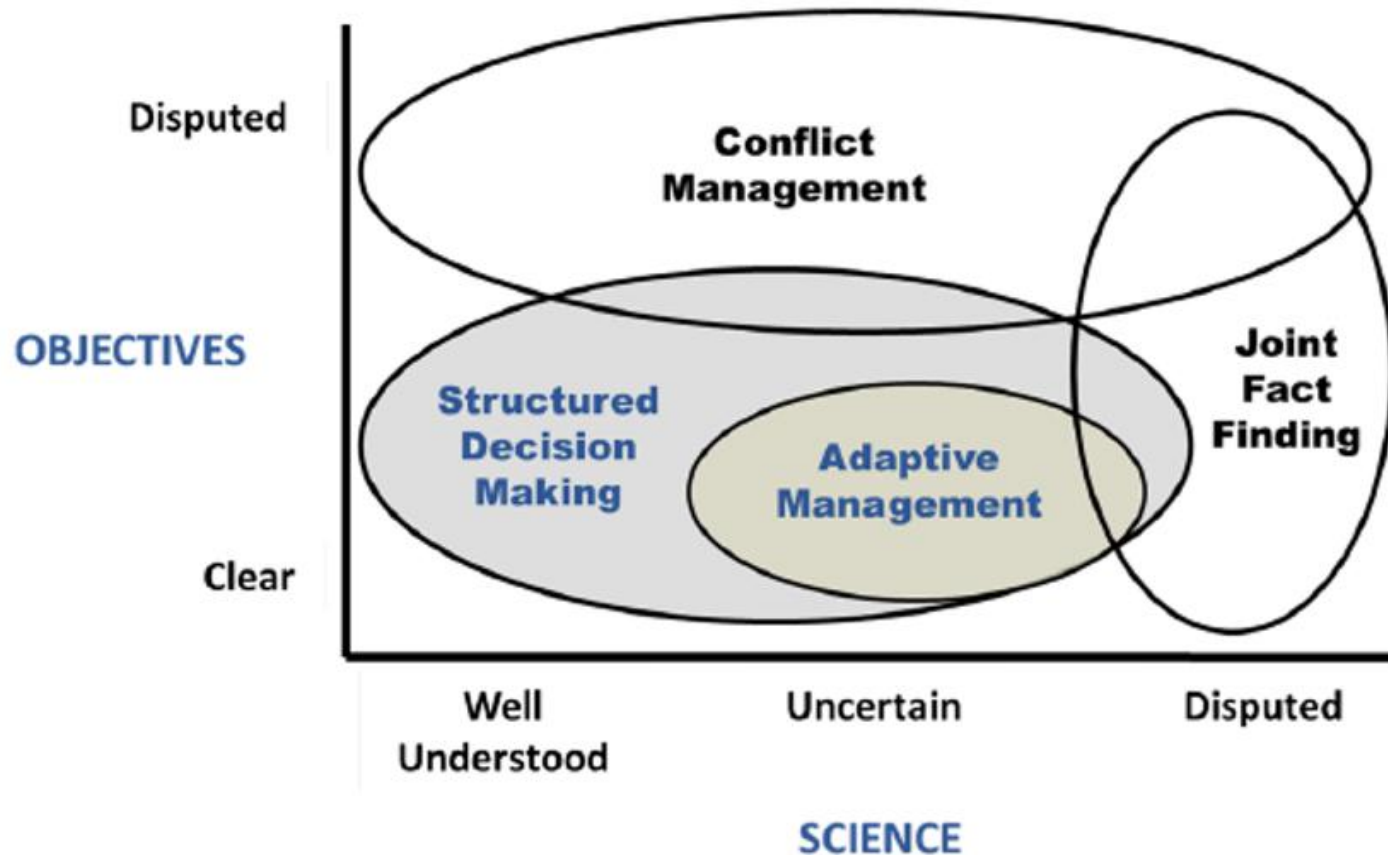 Disputed
Conflict
Management
OBJECTIVES
Joint
Fact
Finding
Structured
Decision
Making
Adaptive
Management
Clear
Well
Understood
Uncertain
Disputed
SCIENCE